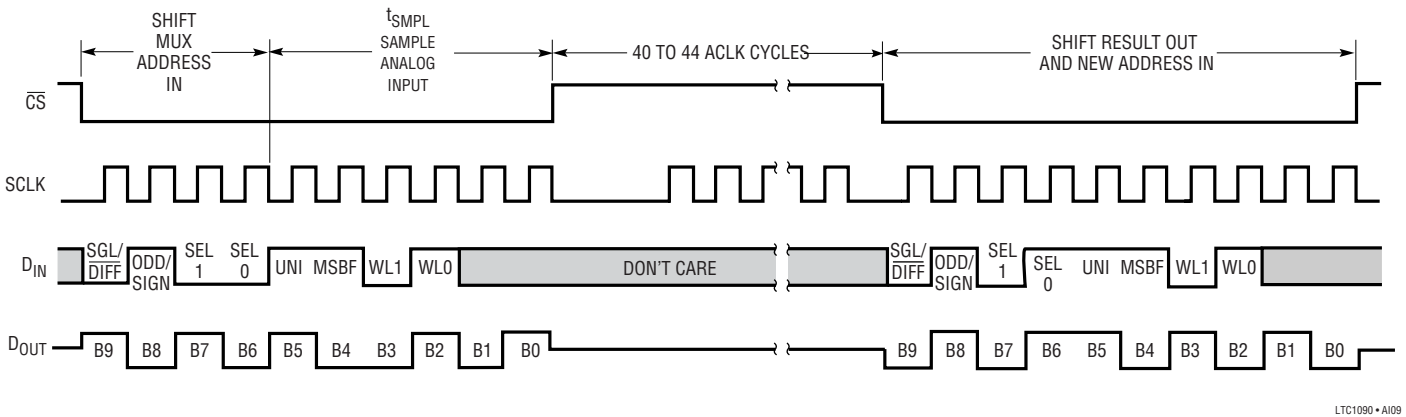 SHIFT
MUX
ADDRESS
IN
tSMPL
SAMPLE
ANALOG
INPUT
40 TO 44 ACLK CYCLES
SHIFT RESULT OUT
AND NEW ADDRESS IN
CS
SCLK
DIN
SGL/
DIFF
ODD/
SIGN
SEL
1
SEL
0
UNI
MSBF
WL1
WL0
DON'T CARE
SGL/
DIFF
ODD/
SIGN
SEL
1
SEL
0
UNI
MSBF
WL1
WL0
DOUT
B9
B8
B7
B6
B5
B4
B3
B2
B1
B0
B9
B8
B7
B6
B5
B4
B3
B2
B1
B0
LTC1090 • AI09